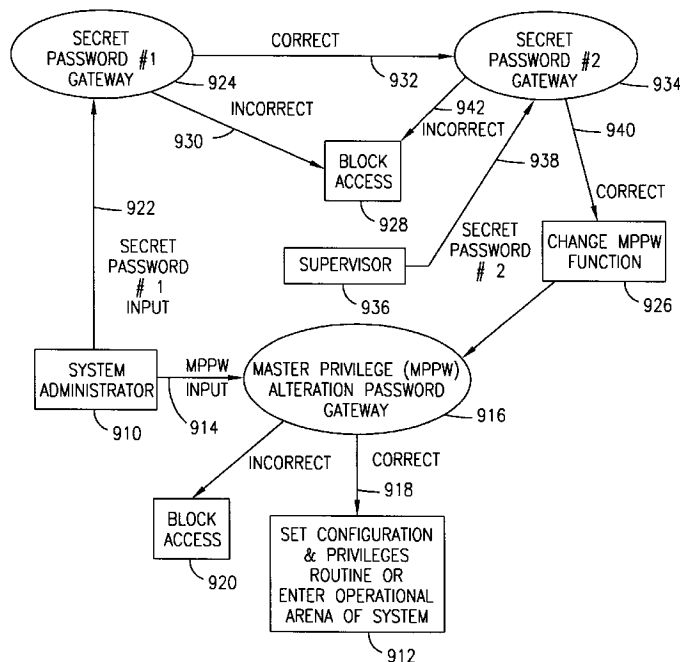 SECRET
PASSWORD #1
GATEWAY
924
CORRECT
932
SECRET
PASSWORD #2
GATEWAY
934
INCORRECT
930
942
INCORRECT
940
BLOCK
ACCESS
928
938
CORRECT
922
SECRET
PASSWORD
# 1
INPUT
SUPERVISOR
936
SECRET
PASSWORD
# 2
CHANGE MPPW
FUNCTION
926
SYSTEM
ADMINISTRATOR
910
MPPW
INPUT
914
MASTER PRIVILEGE (MPPW)
ALTERATION PASSWORD
GATEWAY
916
INCORRECT
CORRECT
918
BLOCK
ACCESS
920
SET CONFIGURATION
& PRIVILEGES
ROUTINE OR
ENTER OPERATIONAL
ARENA OF SYSTEM
912